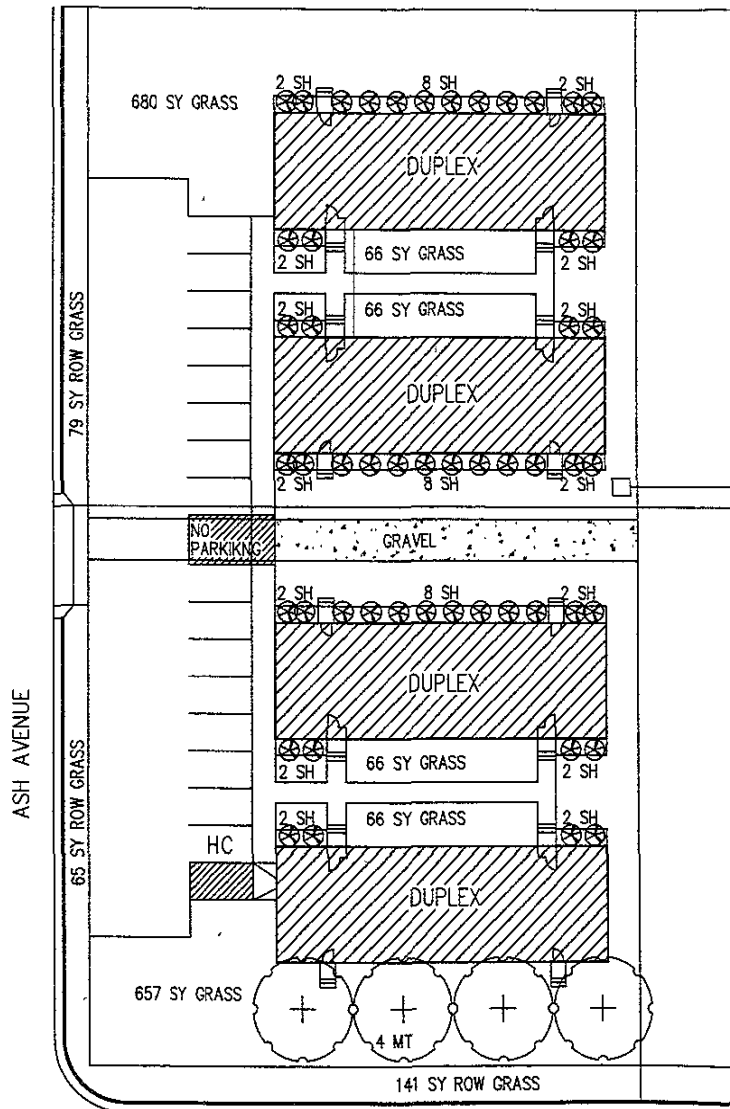 2 SH
8 SH
2 SH
680 SY GRASS
DUPLEX
66 SY GRASS
2 SH
2 SH
2 SH
66 SY GRASS
2 SH
79 SY ROW GRASS
DUPLEX
2 SH
8 SH
2 SH
NO
PARKIKNG
GRAVEL
2 SH
8 SH
2 SH
DUPLEX
ASH AVENUE
65 SY ROW GRASS
66 SY GRASS
2 SH
2 SH
2 SH
66 SY GRASS
2 SH
HC
DUPLEX
657 SY GRASS
4 MT
141 SY ROW GRASS